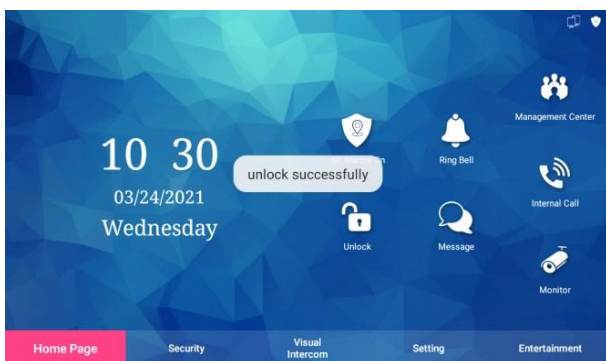 Management Center
10 30
Ring Bell
unlock successfully
03/24/2021
Internal Call
Wednesday
Unlock
Message
Monitor
Home Page
Security
Visual
Intercom
Setting
Entertainment